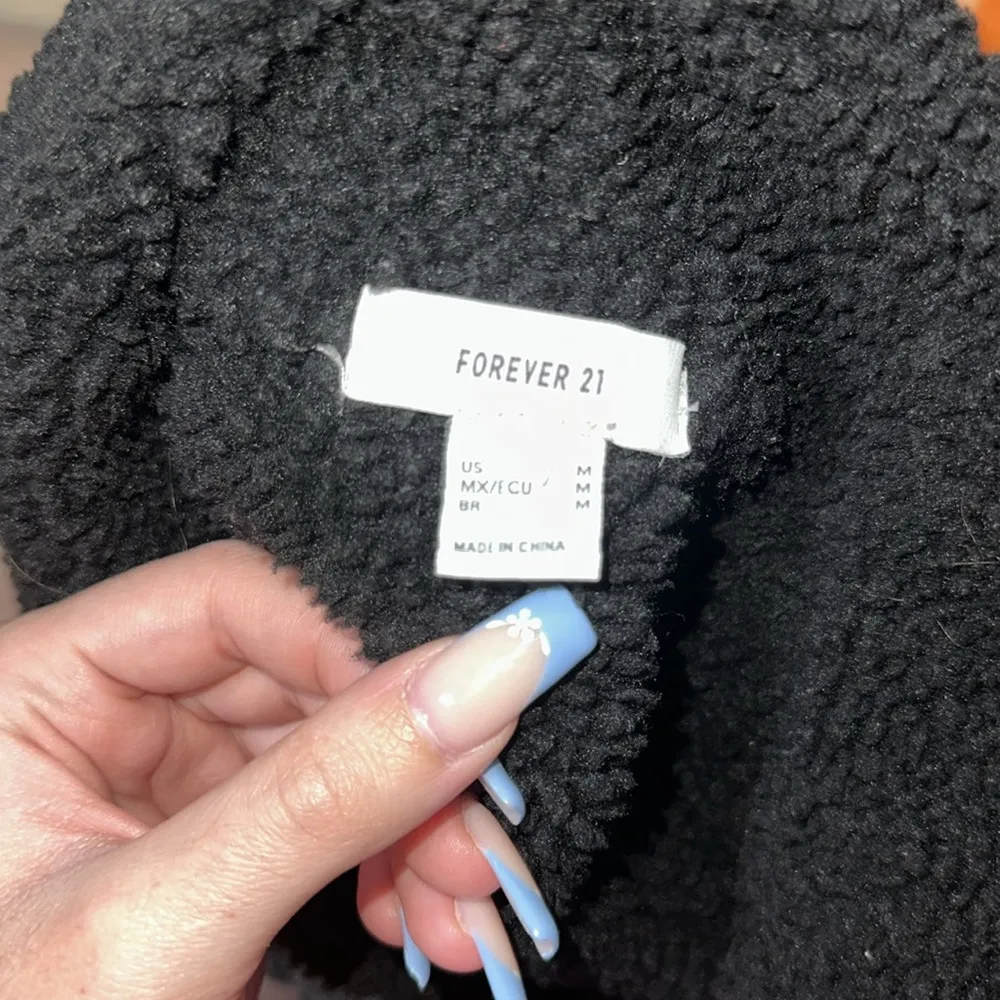 FOREVER 21
US M
MX/ECU M
BR M
MADE IN CHINA